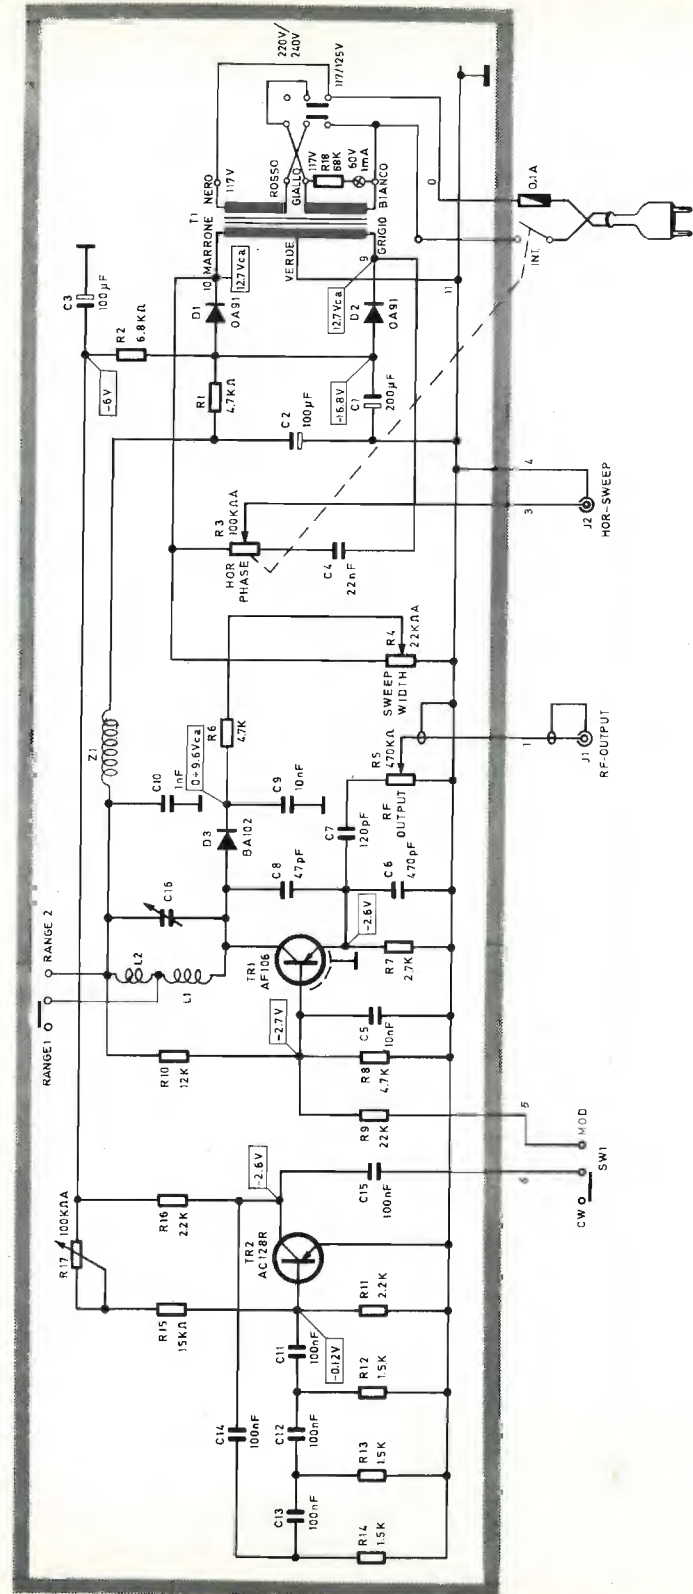 220V/
240V
117/125V
NERO
117V
ROSSO
GIALLO
117V
R18
68K
60V
1mA
BIANCO
T1
10
MARRONE
VERDE
9
GRIGIO
12.7Vca
12.7Vca
D1
OA91
D2
OA91
C3
100µF
R2
6.8KΩ
-6V
R1
4.7KΩ
C2
100µF
-16.8V
C1
200µF
0
11
0,1A
INT.
R3
100KΩA
HOR
PHASE
C4
22nF
4
3
J2
HOR-SWEEP
Z1
C10
1nF
0÷9.6Vca
R6
4.7K
R4
22KΩA
SWEEP
WIDTH
D3
BA102
C9
10nF
C8
47pF
C7
120pF
R5
470KΩ
RF
OUTPUT
C6
470pF
1
J1
RF-OUTPUT
RANGE 2
RANGE1
C16
L2
L1
TR1
AF106
-2.6V
R7
2.7K
-2.7V
R10
12K
C5
10nF
R8
4.7K
R9
22K
5
MOD
6
CW
SW1
R17
100KΩA
R16
2.2K
R15
15KΩ
-2.6V
TR2
AC128R
C15
100nF
-0.12V
R11
2.2K
C11
100nF
R12
1.5K
C14
100nF
C12
100nF
R13
1.5K
C13
100nF
R14
1.5K